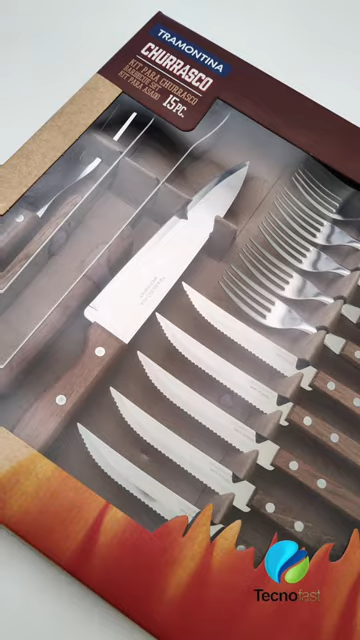 TRAMONTINA
CHURRASCO
KIT PARA CHURRASCO
BARBECUE SET
KIT PARA ASADO
15PC.
Tecnofast